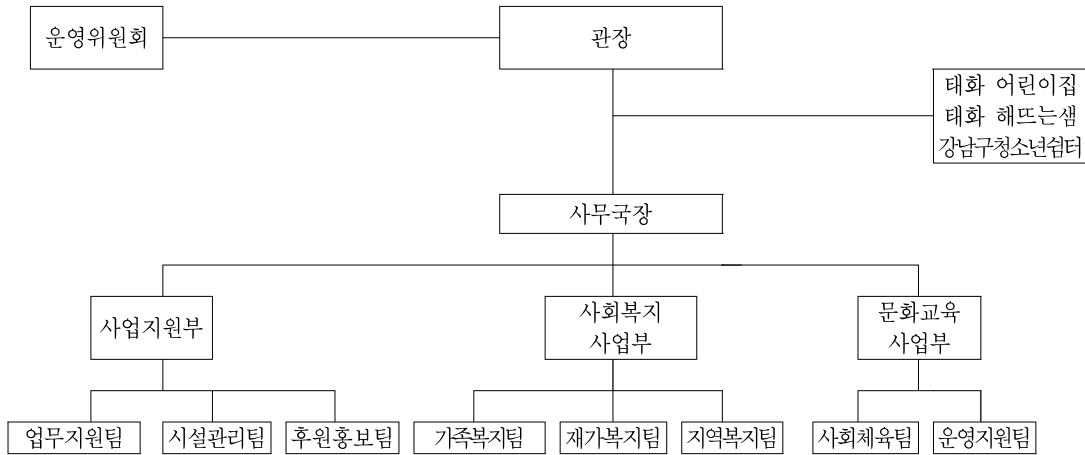 운영위원회
관장
태화 어린이집
태화 해뜨는샘
강남구청소년쉼터
사무국장
사업지원부
사회복지
사업부
문화교육
사업부
업무지원팀
시설관리팀
후원홍보팀
가족복지팀
재가복지팀
지역복지팀
사회체육팀
운영지원팀